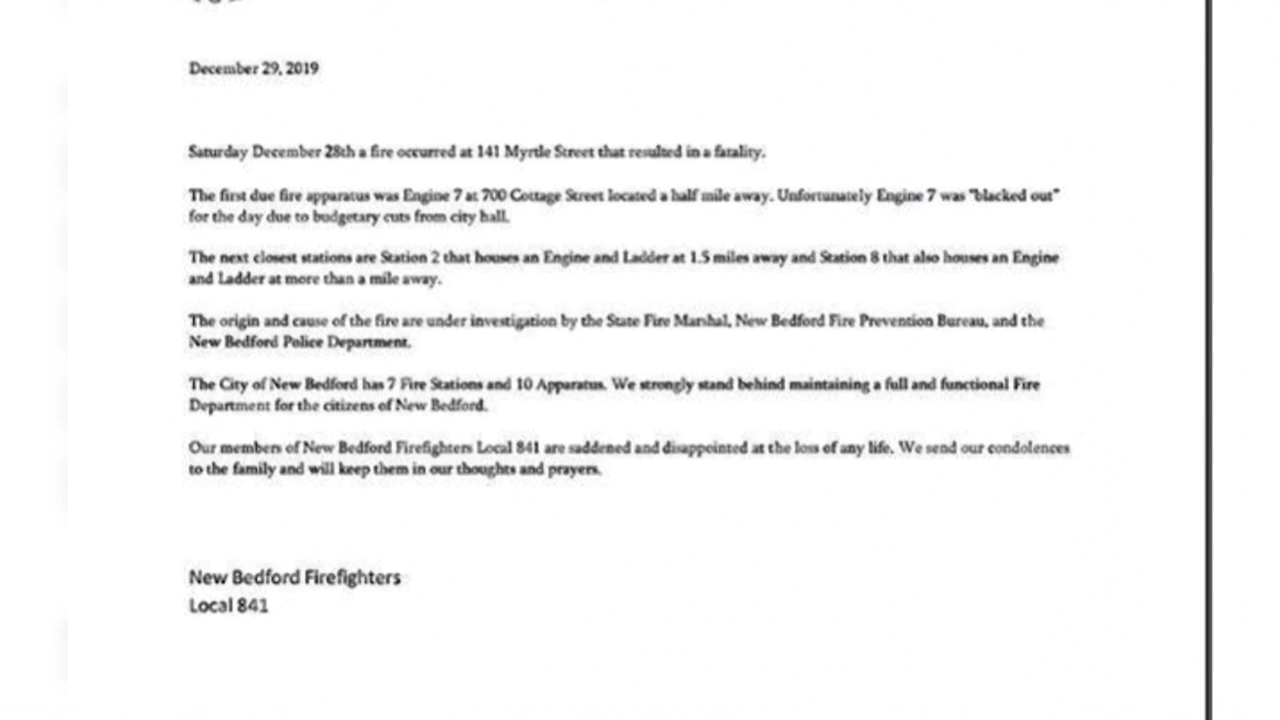 December 29, 2019
Saturday December 28th a fire occurred at 141 Myrtle Street that resulted in a fatality.
The first due fire apparatus was Engine 7 at 700 Cottage Street located a half mile away. Unfortunately Engine 7 was "blacked out"
for the day due to budgetary cuts from city hall.
The next closest stations are Station 2 that houses an Engine and Ladder at 1.5 miles away and Station 8 that also houses an Engine
and Ladder at more than a mile away.
The origin and cause of the fire are under investigation by the State Fire Marshal, New Bedford Fire Prevention Bureau, and the
New Bedford Police Department.
The City of New Bedford has 7 Fire Stations and 10 Apparatus. We strongly stand behind maintaining a full and functional Fire
Department for the citizens of New Bedford.
Our members of New Bedford Firefighters Local 841 are saddened and disappointed at the loss of any life. We send our condolences
to the family and will keep them in our thoughts and prayers.
New Bedford Firefighters
Local 841